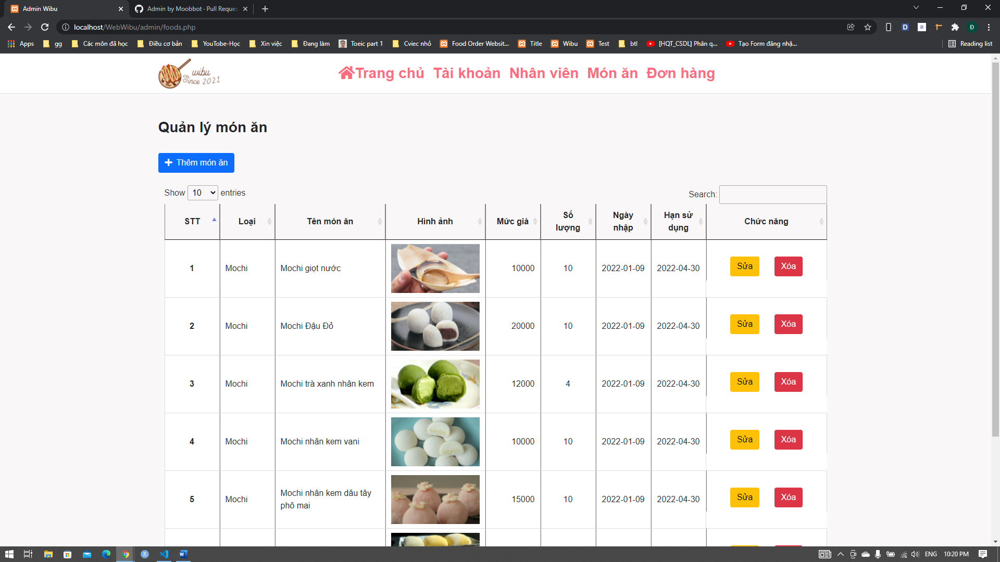 Admin Wibu
Admin by Moobbot · Pull Reques
localhost/WebWibu/admin/foods.php
Apps gg Các môn đã học Điều cơ bản YouTobe-Học Xin việc Đang làm Toeic part 1 Cviec nhỏ Food Order Websit... Title Wibu Test btl [HQT_CSDL] Phân q... Tạo Form đăng nhậ... Reading list
wibu
Since 2021
Trang chủ Tài khoản Nhân viên Món ăn Đơn hàng
Quản lý món ăn
Thêm món ăn
Show 10 entries
Search:
STT Loại Tên món ăn Hình ảnh Mức giá Số lượng Ngày nhập Hạn sử dụng Chức năng
1 Mochi Mochi giọt nước 10000 10 2022-01-09 2022-04-30 Sửa Xóa
2 Mochi Mochi Đậu Đỏ 20000 10 2022-01-09 2022-04-30 Sửa Xóa
3 Mochi Mochi trà xanh nhân kem 12000 4 2022-01-09 2022-04-30 Sửa Xóa
4 Mochi Mochi nhân kem vani 10000 10 2022-01-09 2022-04-30 Sửa Xóa
5 Mochi Mochi nhân kem dâu tây phô mai 15000 10 2022-01-09 2022-04-30 Sửa Xóa
ENG 10:20 PM